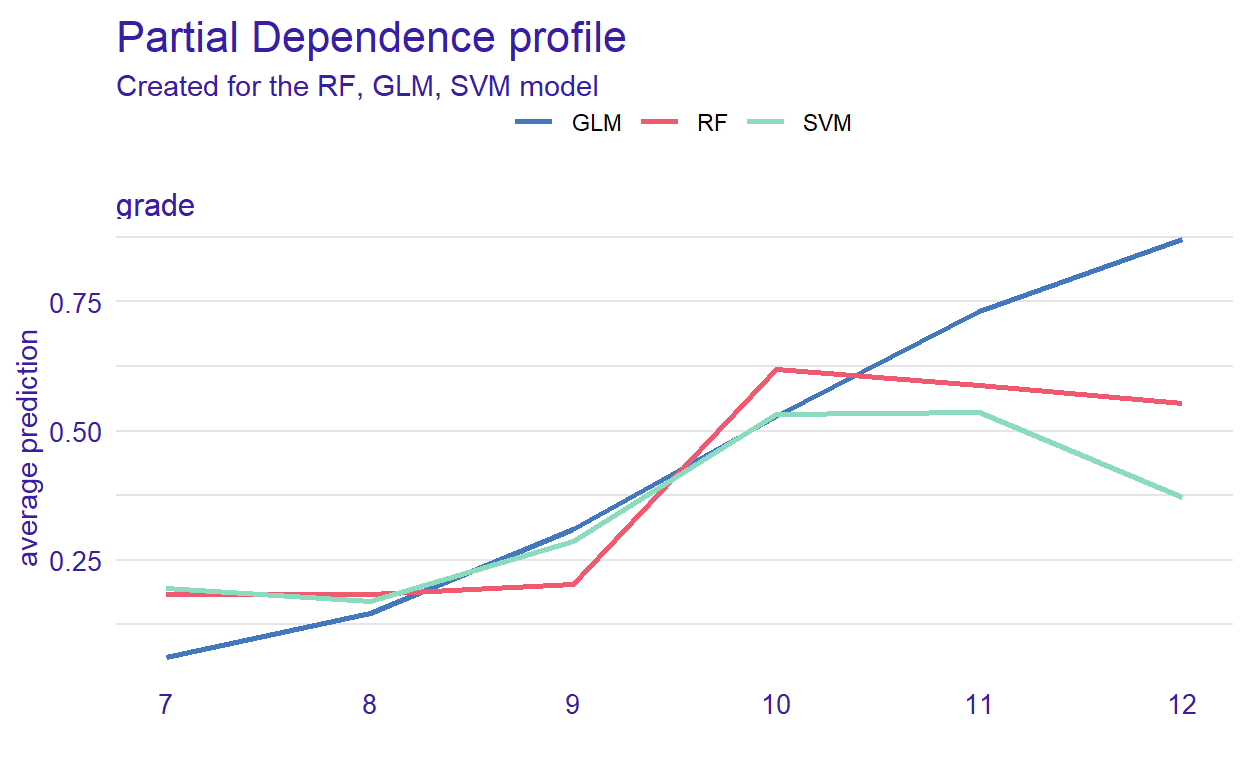 Partial Dependence profile
Created for the RF, GLM, SVM model
GLM RF SVM
grade
average prediction
0.75
0.50
0.25
7 8 9 10 11 12